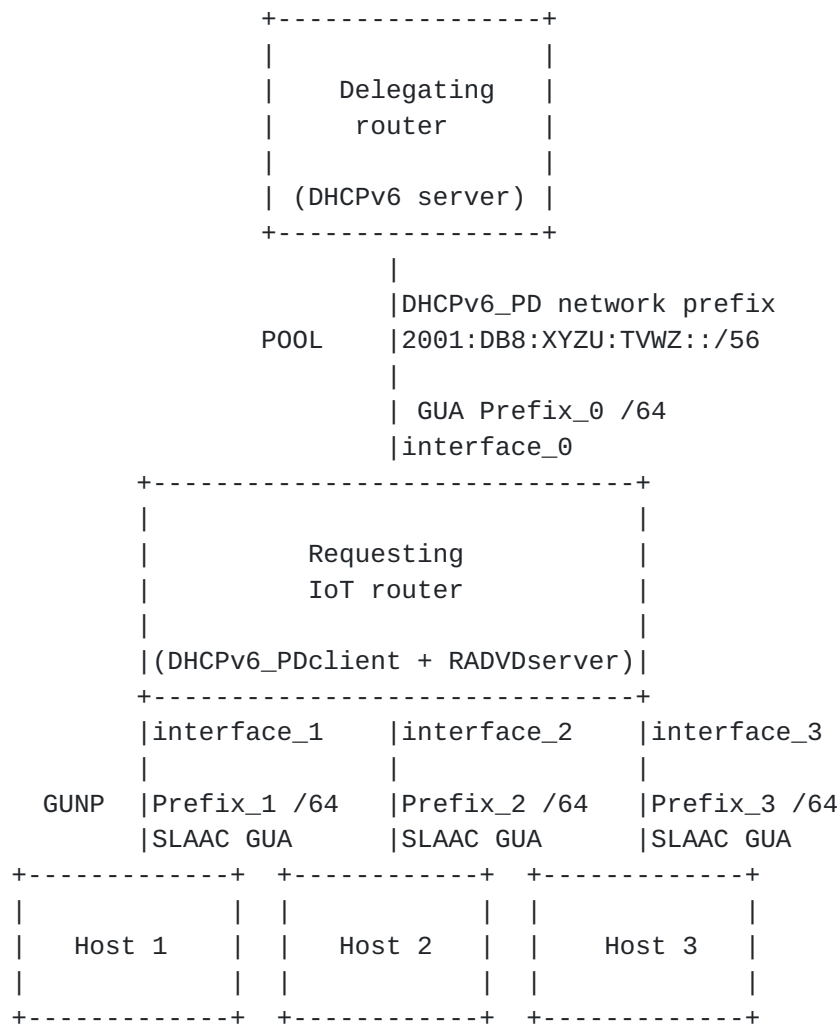 Delegating
router
(DHCPv6 server)
DHCPv6_PD network prefix
POOL 2001:DB8:XYZU:TVWZ::/56
GUA Prefix_0 /64
interface_0
Requesting
IoT router
(DHCPv6_PDclient + RADVDserver)
interface_1 interface_2 interface_3
GUNP Prefix_1 /64 Prefix_2 /64 Prefix_3 /64
SLAAC GUA SLAAC GUA SLAAC GUA
Host 1 Host 2 Host 3